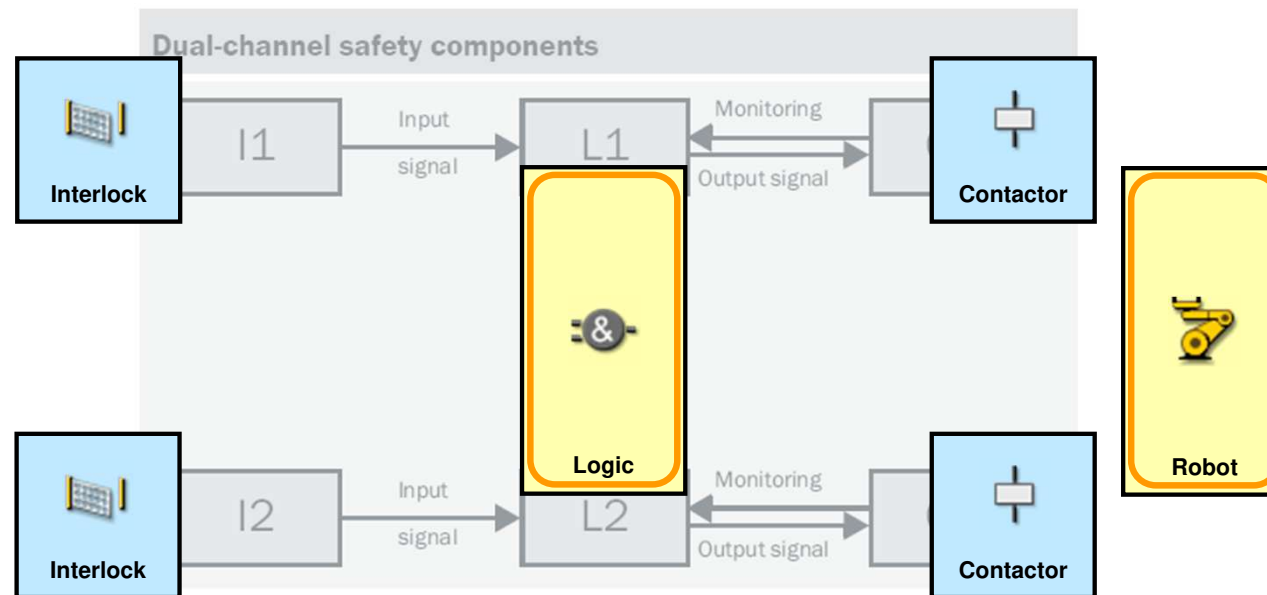 Dual-channel safety components
Interlock
I1
Input
signal
L1
Monitoring
Output signal
Contactor
&
Logic
Robot
Interlock
I2
Input
signal
L2
Monitoring
Output signal
Contactor